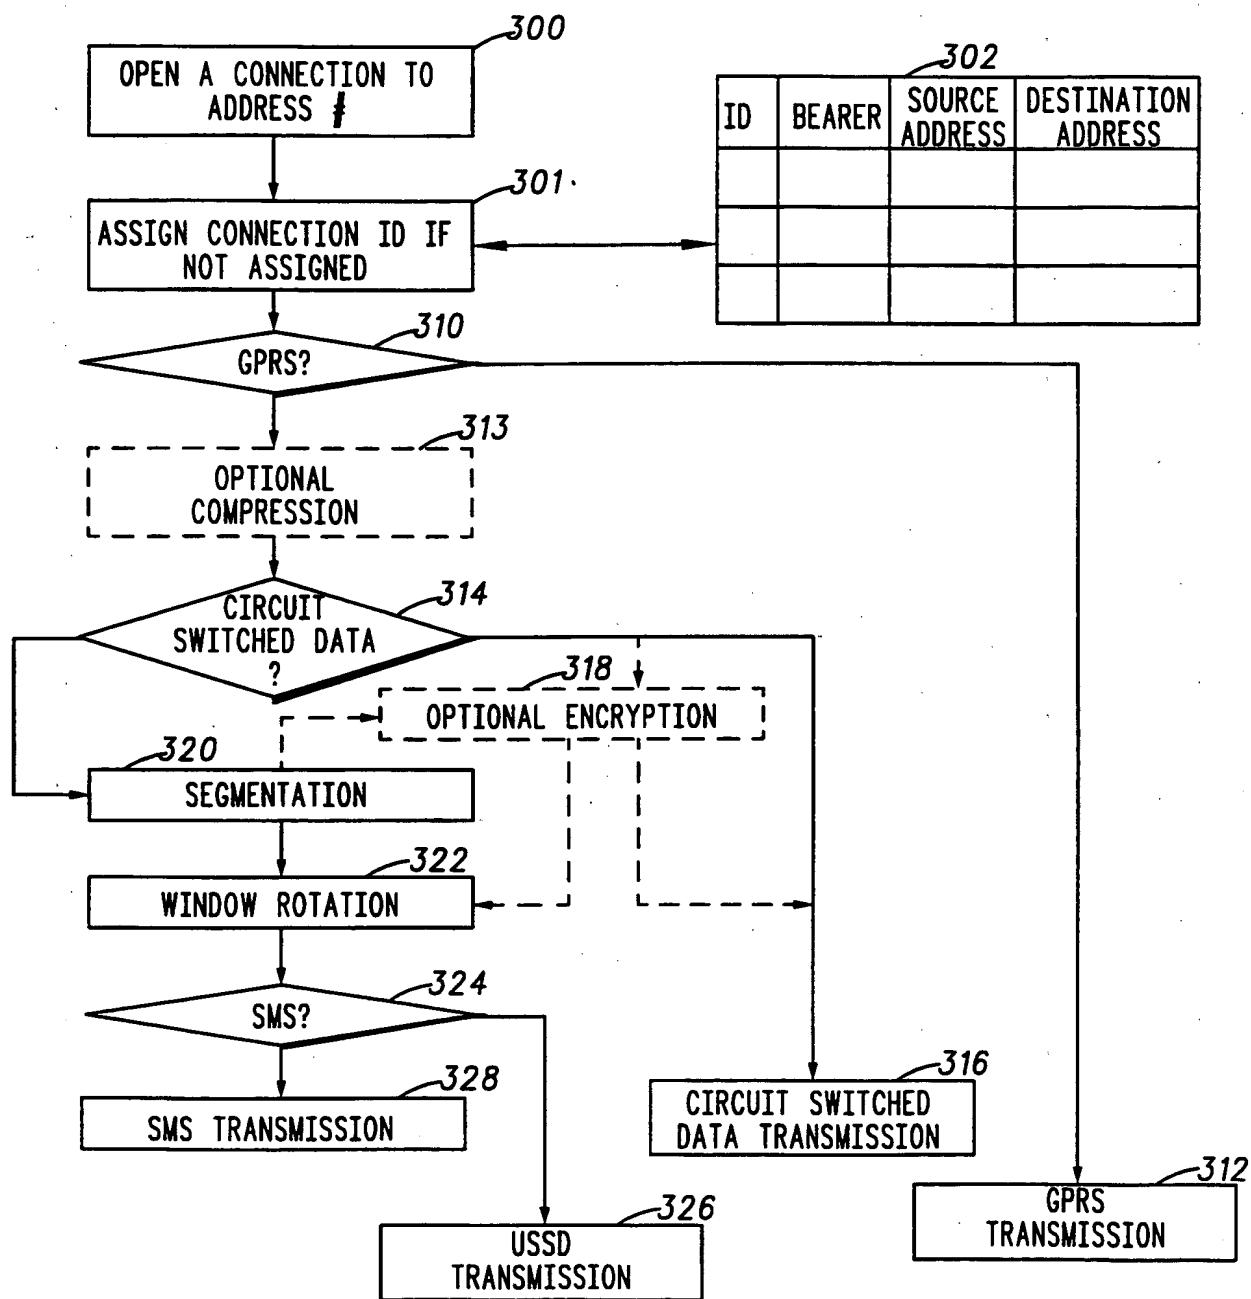 300
OPEN A CONNECTION TO
ADDRESS #
302
ID
BEARER
SOURCE
ADDRESS
DESTINATION
ADDRESS
301
ASSIGN CONNECTION ID IF
NOT ASSIGNED
310
GPRS?
313
OPTIONAL
COMPRESSION
314
CIRCUIT
SWITCHED DATA
?
318
OPTIONAL ENCRYPTION
320
SEGMENTATION
322
WINDOW ROTATION
324
SMS?
328
SMS TRANSMISSION
316
CIRCUIT SWITCHED
DATA TRANSMISSION
312
GPRS
TRANSMISSION
326
USSD
TRANSMISSION